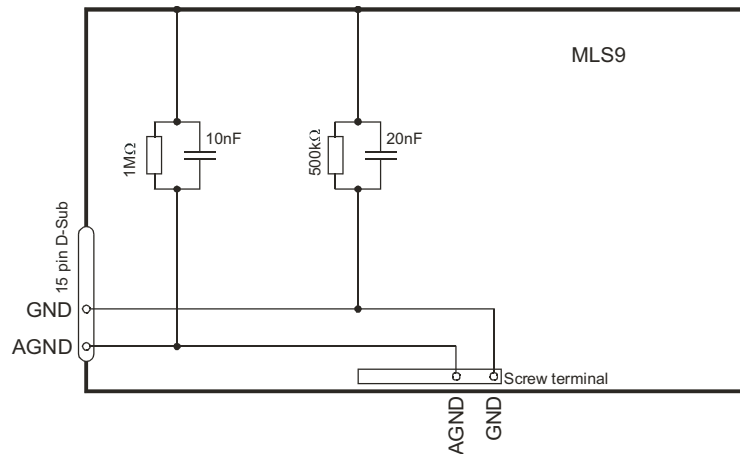 MLS9
10nF
1MΩ
20nF
500kΩ
15 pin D-Sub
GND
AGND
Screw terminal
AGND
GND